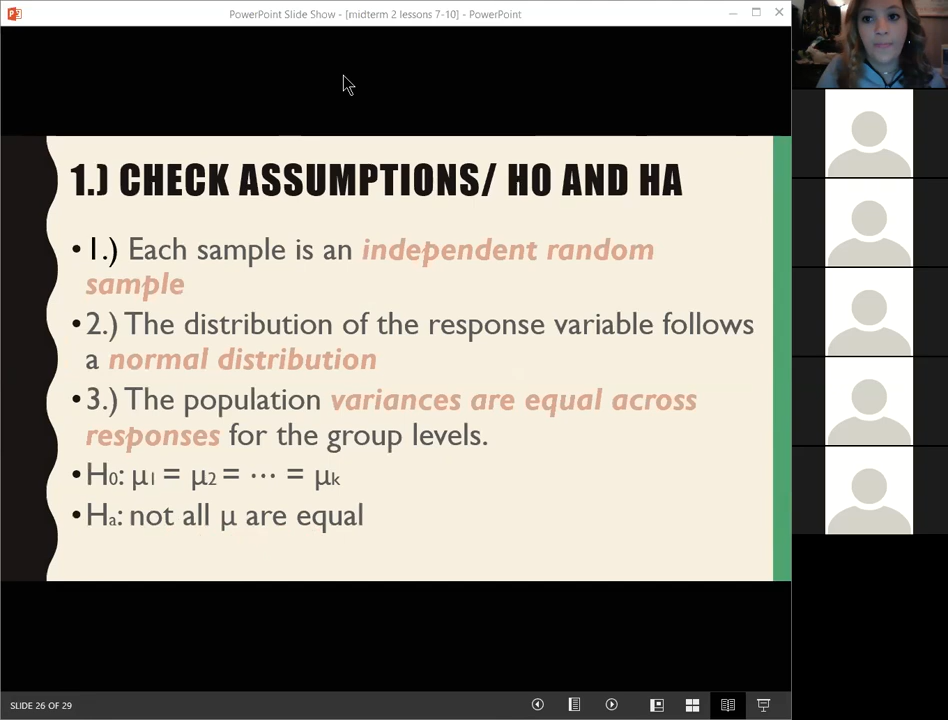 PowerPoint Slide Show - [midterm 2 lessons 7-10] - PowerPoint
1.) CHECK ASSUMPTIONS/ HO AND HA
•1.) Each sample is an independent random
sample
•2.) The distribution of the response variable follows
a normal distribution
•3.) The population variances are equal across
responses for the group levels.
•H₀: μ₁ = μ₂ = ⋯ = μₖ
•Hₐ: not all μ are equal
SLIDE 26 OF 29